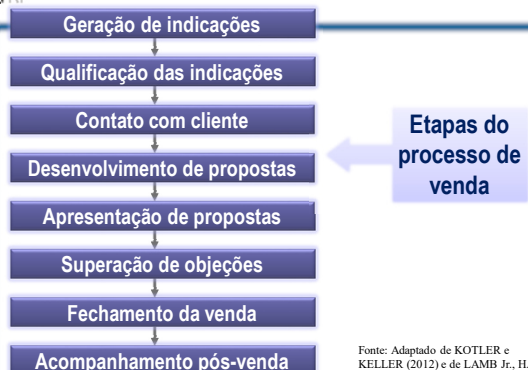 Geração de indicações
Qualificação das indicações
Contato com cliente
Desenvolvimento de propostas
Apresentação de propostas
Superação de objeções
Fechamento da venda
Acompanhamento pós-venda
Etapas do
processo de
venda
Fonte: Adaptado de KOTLER e
KELLER (2012) e de LAMB Jr., H.